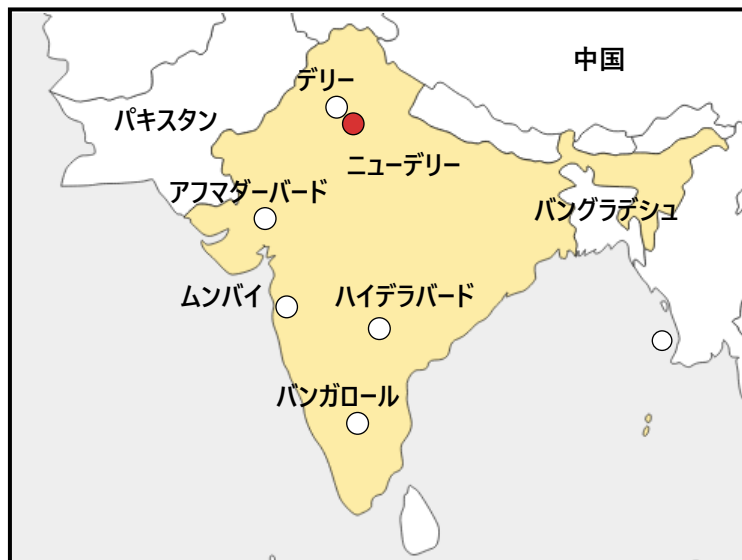 中国
デリー
パキスタン
ニューデリー
アフマダーバード
バングラデシュ
ムンバイ
ハイデラバード
バンガロール